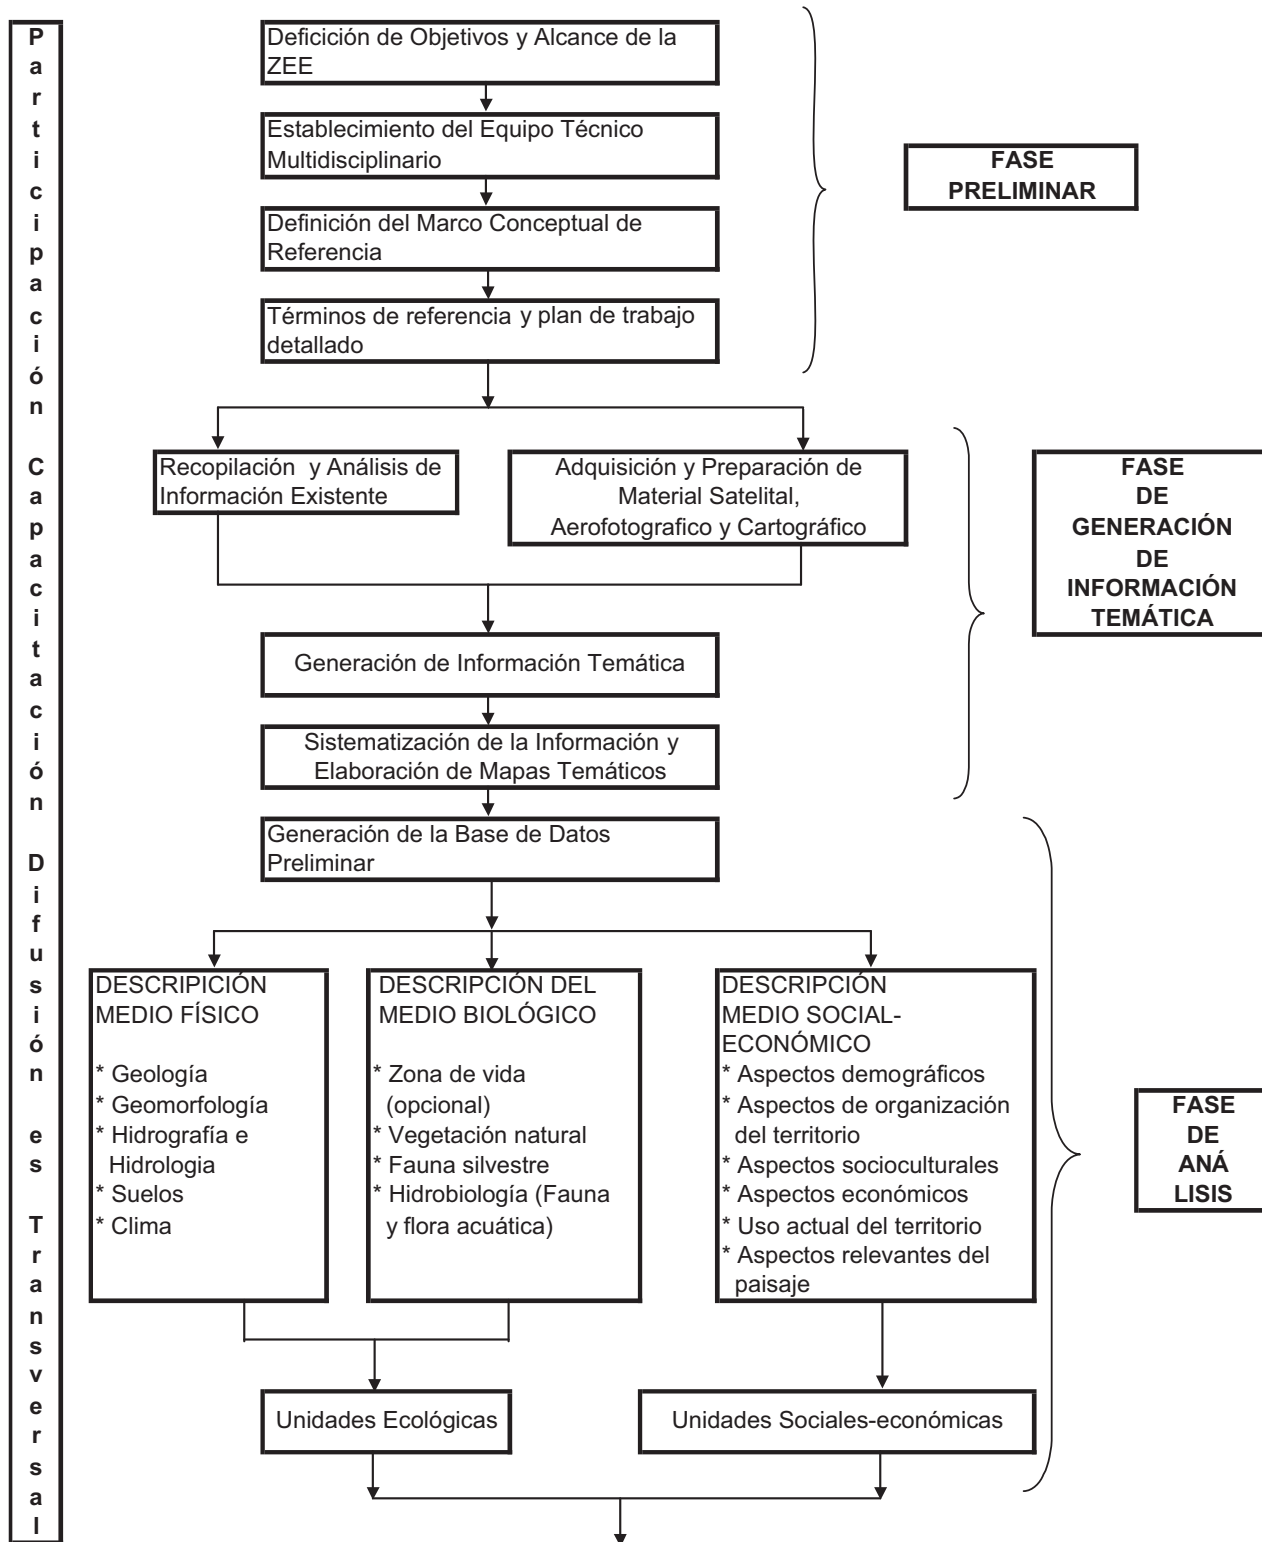 Participación Capacitación Difusión es Transversal
Deficición de Objetivos y Alcance de la
ZEE
Establecimiento del Equipo Técnico
Multidisciplinario
Definición del Marco Conceptual de
Referencia
Términos de referencia y plan de trabajo
detallado
FASE
PRELIMINAR
Recopilación y Análisis de
Información Existente
Adquisición y Preparación de
Material Satelital,
Aerofotografico y Cartográfico
Generación de Información Temática
Sistematización de la Información y
Elaboración de Mapas Temáticos
FASE
DE
GENERACIÓN
DE
INFORMACIÓN
TEMÁTICA
Generación de la Base de Datos
Preliminar
DESCRIPICIÓN
MEDIO FÍSICO
* Geología
* Geomorfología
* Hidrografía e
Hidrologia
* Suelos
* Clima
DESCRIPCIÓN DEL
MEDIO BIOLÓGICO
* Zona de vida
(opcional)
* Vegetación natural
* Fauna silvestre
* Hidrobiología (Fauna
y flora acuática)
DESCRIPCIÓN
MEDIO SOCIAL-
ECONÓMICO
* Aspectos demográficos
* Aspectos de organización
del territorio
* Aspectos socioculturales
* Aspectos económicos
* Uso actual del territorio
* Aspectos relevantes del
paisaje
FASE
DE
ANÁ
LISIS
Unidades Ecológicas
Unidades Sociales-económicas